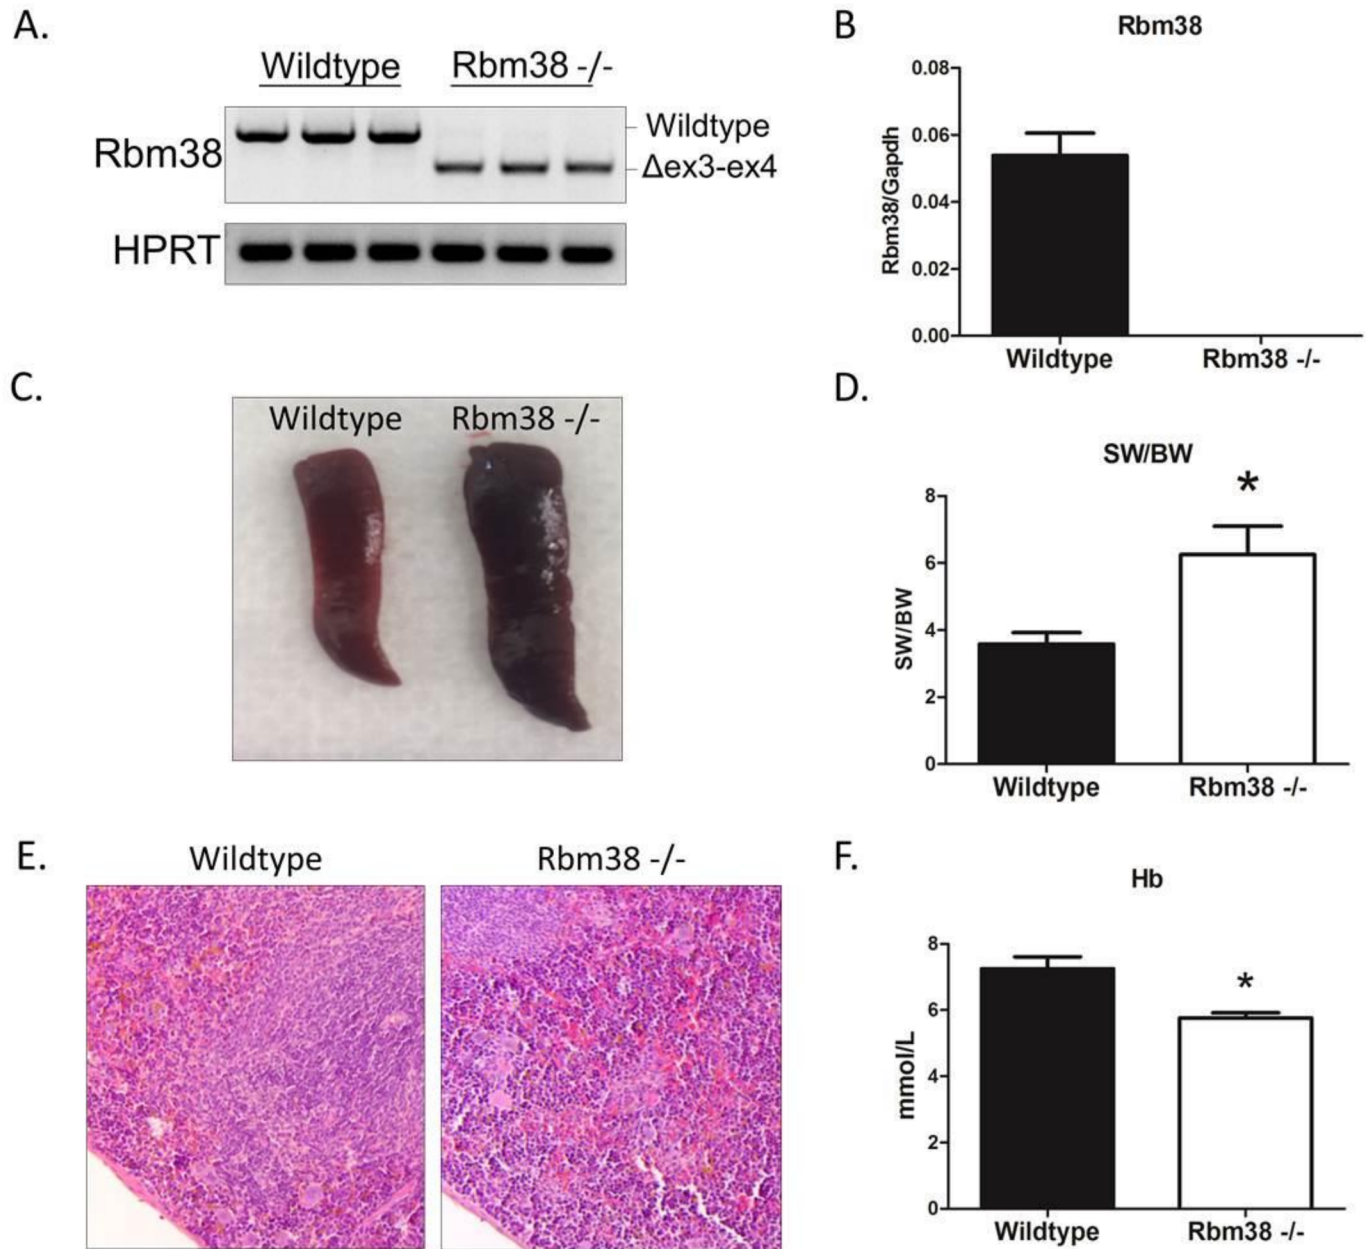 A.
Wildtype Rbm38 -/-
Rbm38
Wildtype
Δex3-ex4
HPRT
B
Rbm38
Rbm38/Gapdh
0.08
0.06
0.04
0.02
0.00
Wildtype Rbm38 -/-
C.
Wildtype Rbm38 -/-
D.
SW/BW
*
SW/BW
8
6
4
2
0
Wildtype Rbm38 -/-
E.
Wildtype Rbm38 -/-
F.
Hb
*
mmol/L
8
6
4
2
0
Wildtype Rbm38 -/-